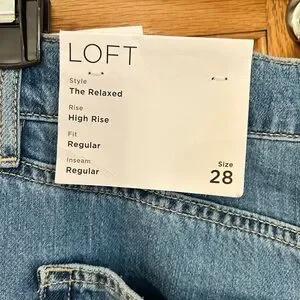 LOFT
Style
The Relaxed
Rise
High Rise
Fit
Regular
Inseam
Regular
Size
28